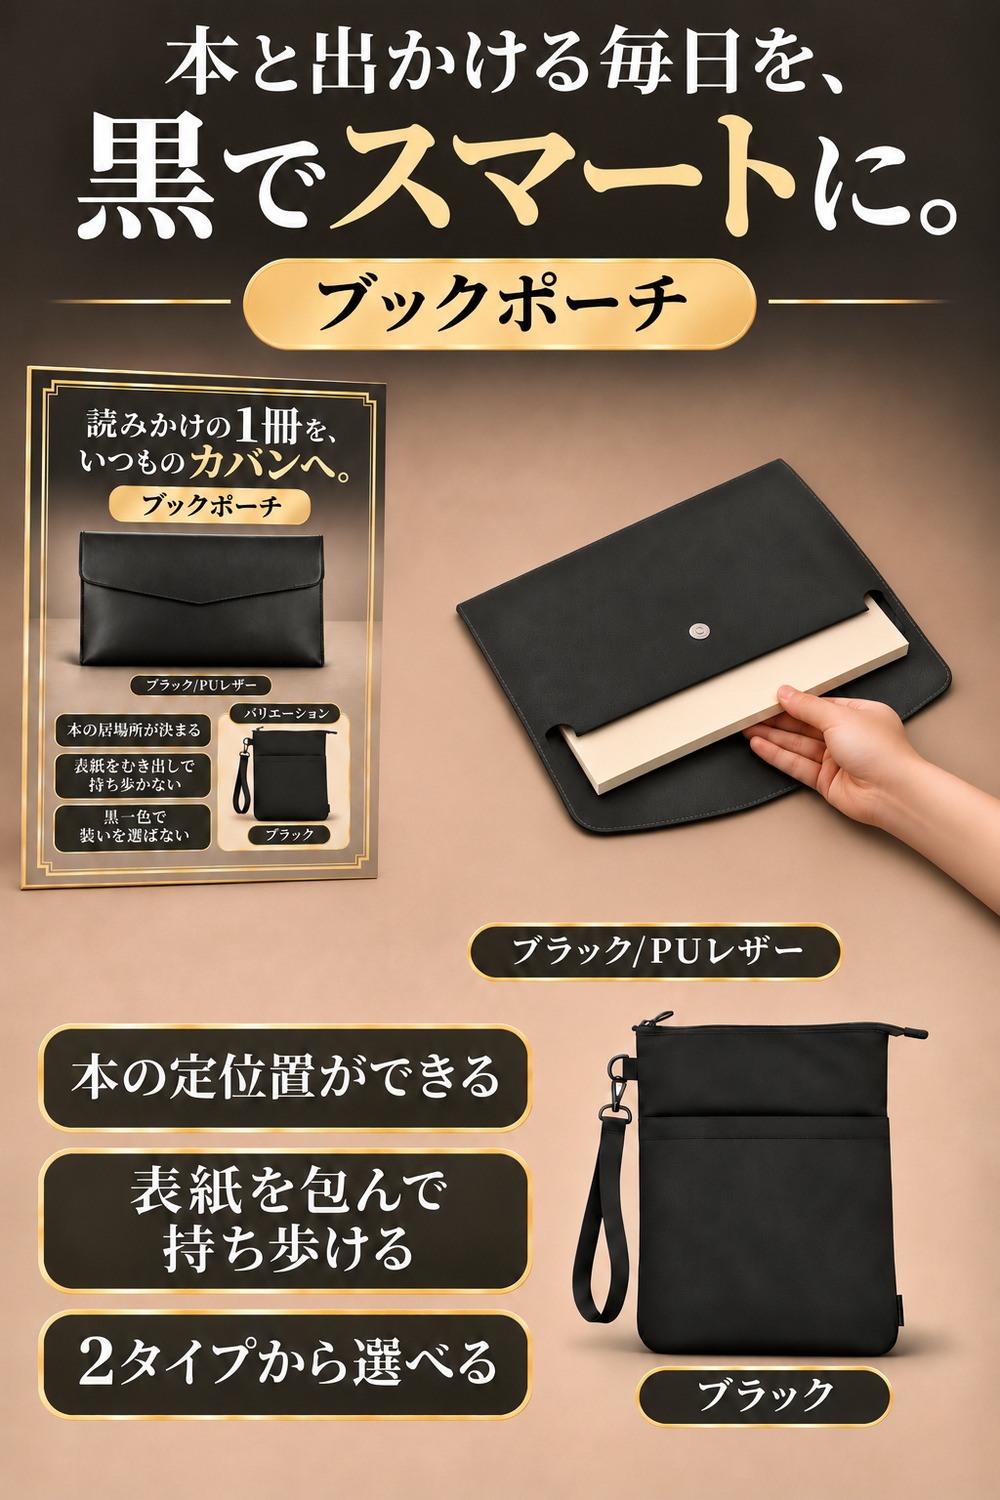 本と出かける毎日を、
黒でスマートに。
ブックポーチ
読みかけの1冊を、
いつものカバンへ。
ブックポーチ
ブラック/PUレザー
本の居場所が決まる
表紙をむき出しで
持ち歩かない
黒一色で
装いを選ばない
バリエーション
ブラック
ブラック/PUレザー
本の定位置ができる
表紙を包んで
持ち歩ける
2タイプから選べる
ブラック